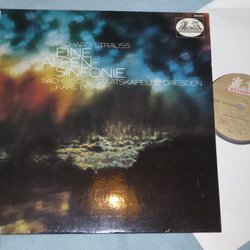 RICHARD STRAUSS
EINE
ALPEN-
SINFONIE
SÄCHSISCHE STAATSKAPELLE DRESDEN
KARL BÖHM